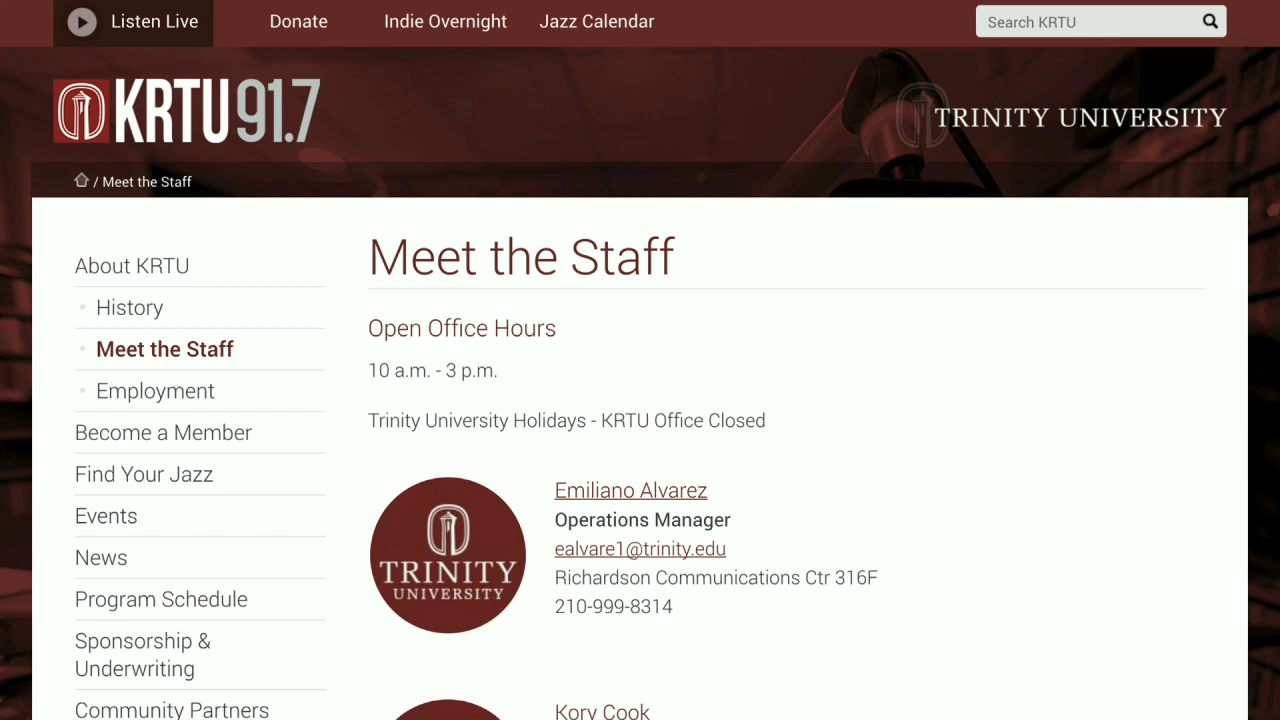 Listen Live
Donate
Indie Overnight
Jazz Calendar
Search KRTU
KRTU 91.7
TRINITY UNIVERSITY
/ Meet the Staff
About KRTU
History
Meet the Staff
Employment
Become a Member
Find Your Jazz
Events
News
Program Schedule
Sponsorship &
Underwriting
Community Partners
Meet the Staff
Open Office Hours
10 a.m. - 3 p.m.
Trinity University Holidays - KRTU Office Closed
TRINITY
UNIVERSITY
Emiliano Alvarez
Operations Manager
ealvare1@trinity.edu
Richardson Communications Ctr 316F
210-999-8314
Kory Cook